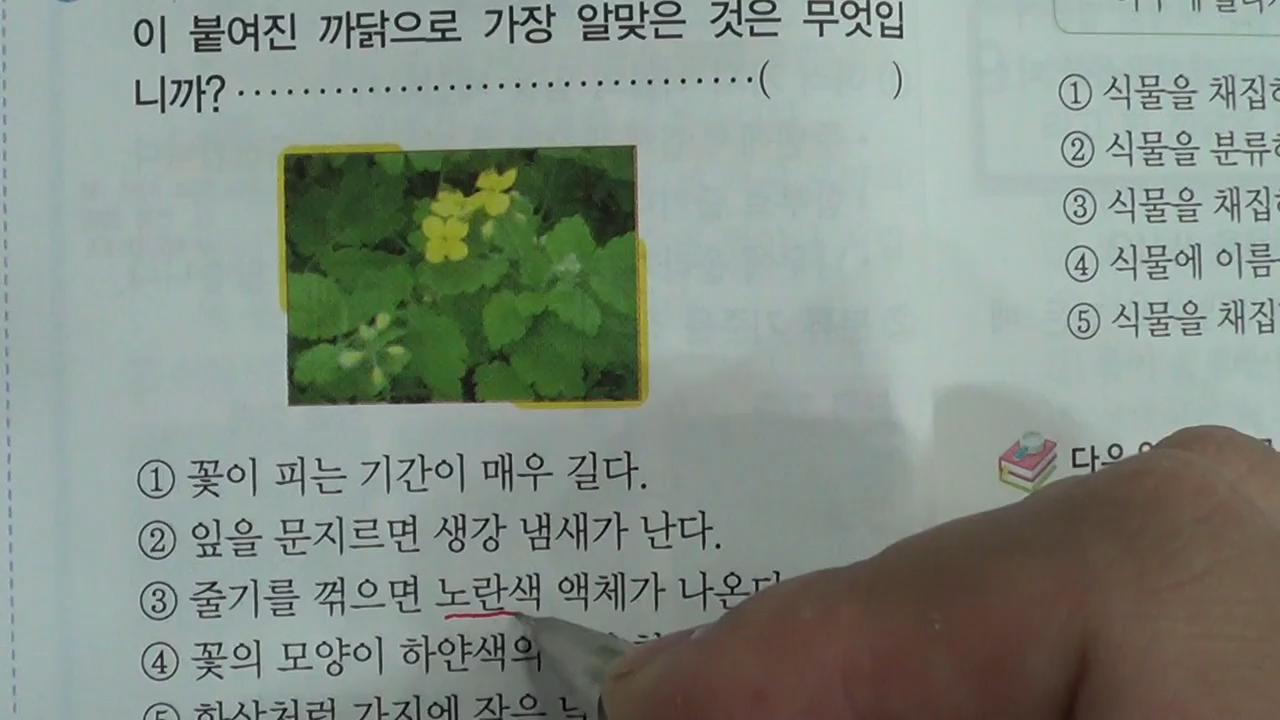 이 붙여진 까닭으로 가장 알맞은 것은 무엇입
니까? ( )
① 꽃이 피는 기간이 매우 길다.
② 잎을 문지르면 생강 냄새가 난다.
③ 줄기를 꺾으면 노란색 액체가 나온다
④ 꽃의 모양이 하얀색의
⑤ 화살처럼 가지에 작은
① 식물을 채집
② 식물을 분류
③ 식물을 채집
④ 식물에 이름
⑤ 식물을 채집
다음